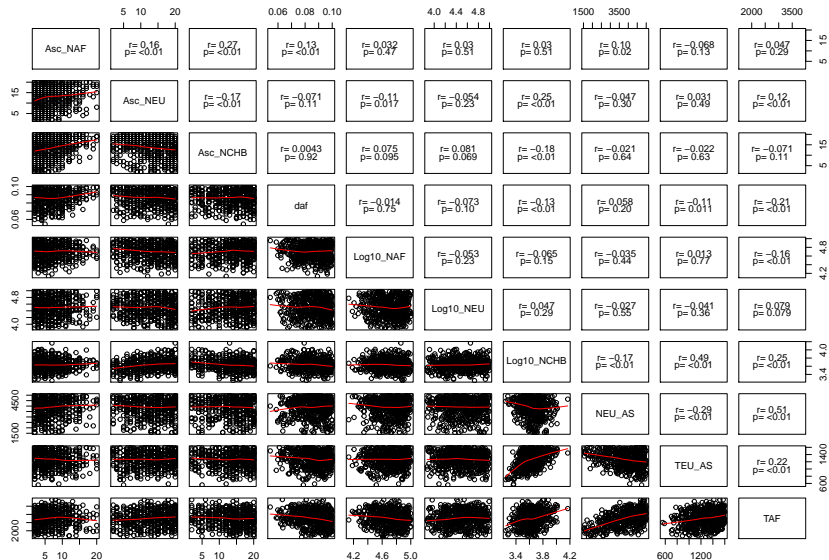 5 10 20
0.06 0.10
4.0 4.4 4.8
1500 3500
2000 3500
Asc_NAF
r= 0.16
p= <0.01
r= 0.27
p= <0.01
r= 0.13
p= <0.01
r= 0.032
p= 0.47
r= 0.03
p= 0.51
r= 0.03
p= 0.51
r= 0.10
p= 0.02
r= −0.068
p= 0.13
r= 0.047
p= 0.29
5 15
5 15
Asc_NEU
r= −0.17
p= <0.01
r= −0.071
p= 0.11
r= −0.11
p= 0.017
r= −0.054
p= 0.23
r= 0.25
p= <0.01
r= −0.047
p= 0.30
r= 0.031
p= 0.49
r= 0.12
p= <0.01
Asc_NCHB
r= 0.0043
p= 0.92
r= 0.075
p= 0.095
r= 0.081
p= 0.069
r= −0.18
p= <0.01
r= −0.021
p= 0.64
r= −0.022
p= 0.63
r= −0.071
p= 0.11
5 15
0.06 0.10
daf
r= −0.014
p= 0.75
r= −0.073
p= 0.10
r= −0.13
p= <0.01
r= 0.058
p= 0.20
r= −0.11
p= 0.011
r= −0.21
p= <0.01
Log10_NAF
r= −0.053
p= 0.23
r= −0.065
p= 0.15
r= −0.035
p= 0.44
r= 0.013
p= 0.77
r= −0.16
p= <0.01
4.2 4.8
4.0 4.8
Log10_NEU
r= 0.047
p= 0.29
r= −0.027
p= 0.55
r= −0.041
p= 0.36
r= 0.079
p= 0.079
Log10_NCHB
r= −0.17
p= <0.01
r= 0.49
p= <0.01
r= 0.25
p= <0.01
3.4 4.0
1500 4500
NEU_AS
r= −0.29
p= <0.01
r= 0.51
p= <0.01
TEU_AS
r= 0.22
p= <0.01
600 1400
2000
TAF
5 10 20
5 10 20
4.2 4.6 5.0
3.4 3.8 4.2
600 1200